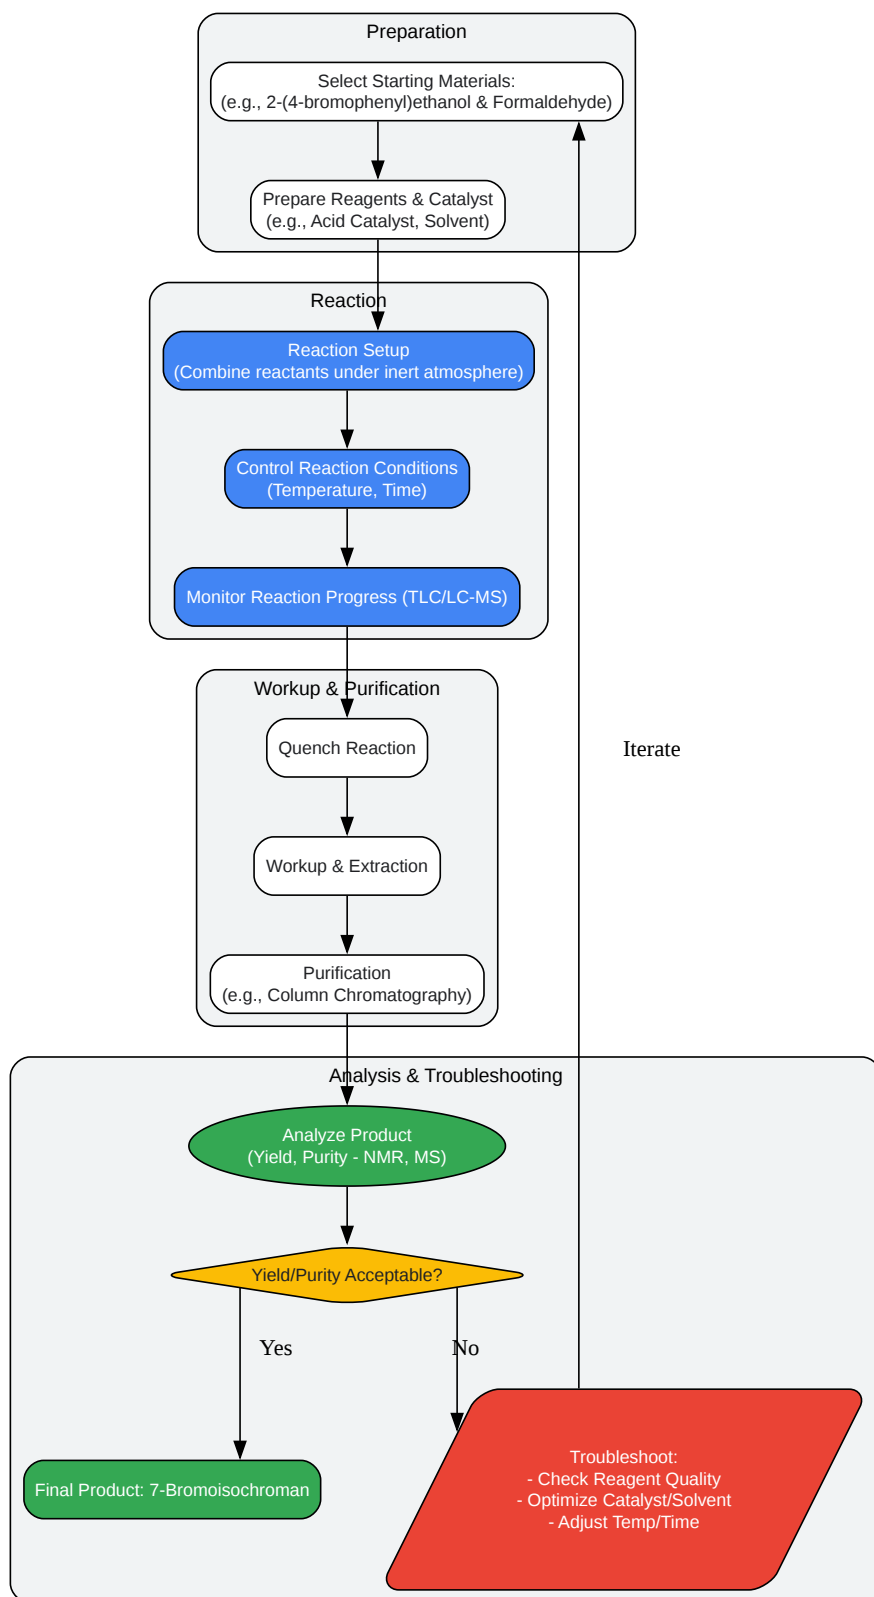 Preparation
Select Starting Materials:
(e.g., 2-(4-bromophenyl)ethanol & Formaldehyde)
Prepare Reagents & Catalyst
(e.g., Acid Catalyst, Solvent)
Reaction
Reaction Setup
(Combine reactants under inert atmosphere)
Control Reaction Conditions
(Temperature, Time)
Monitor Reaction Progress (TLC/LC-MS)
Workup & Purification
Quench Reaction
Iterate
Workup & Extraction
Purification
(e.g., Column Chromatography)
Analysis & Troubleshooting
Analyze Product
(Yield, Purity - NMR, MS)
Yield/Purity Acceptable?
Yes
No
Final Product: 7-Bromoisochroman
Troubleshoot:
- Check Reagent Quality
- Optimize Catalyst/Solvent
- Adjust Temp/Time